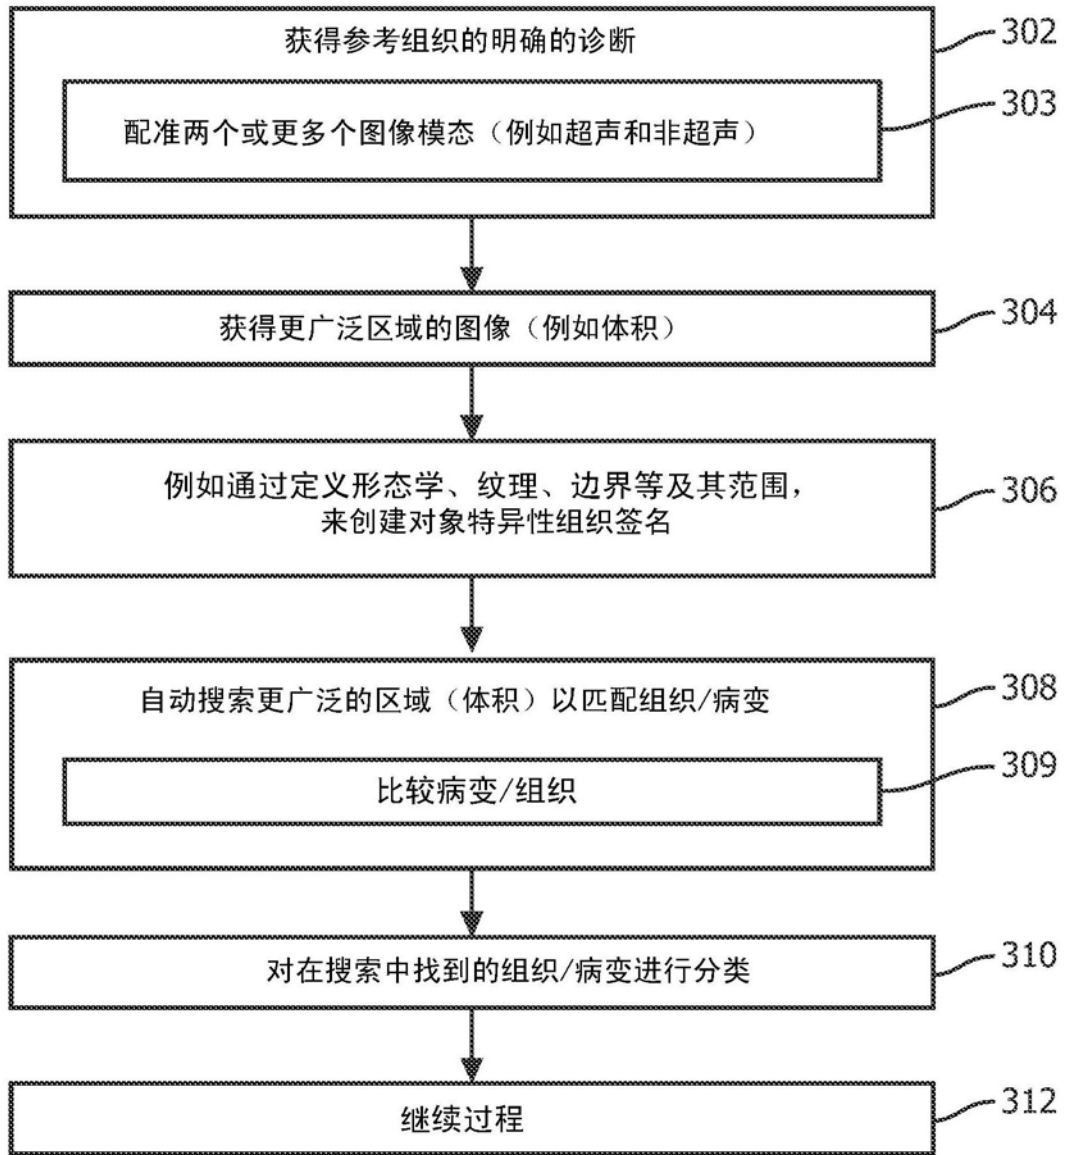 获得参考组织的明确的诊断
302
配准两个或更多个图像模态（例如超声和非超声）
303
获得更广泛区域的图像（例如体积）
304
例如通过定义形态学、纹理、边界等及其范围，
来创建对象特异性组织签名
306
自动搜索更广泛的区域（体积）以匹配组织/病变
308
比较病变/组织
309
对在搜索中找到的组织/病变进行分类
310
继续过程
312